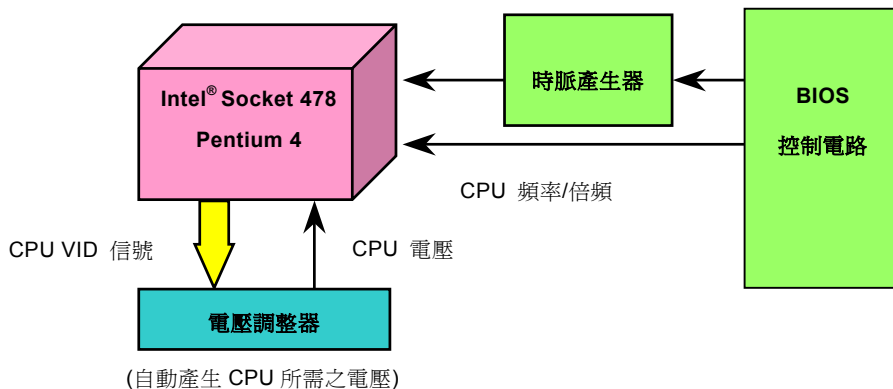 Intel® Socket 478
Pentium 4
時脈產生器
BIOS
控制電路
CPU 頻率/倍頻
CPU VID 信號
CPU 電壓
電壓調整器
(自動產生 CPU 所需之電壓)